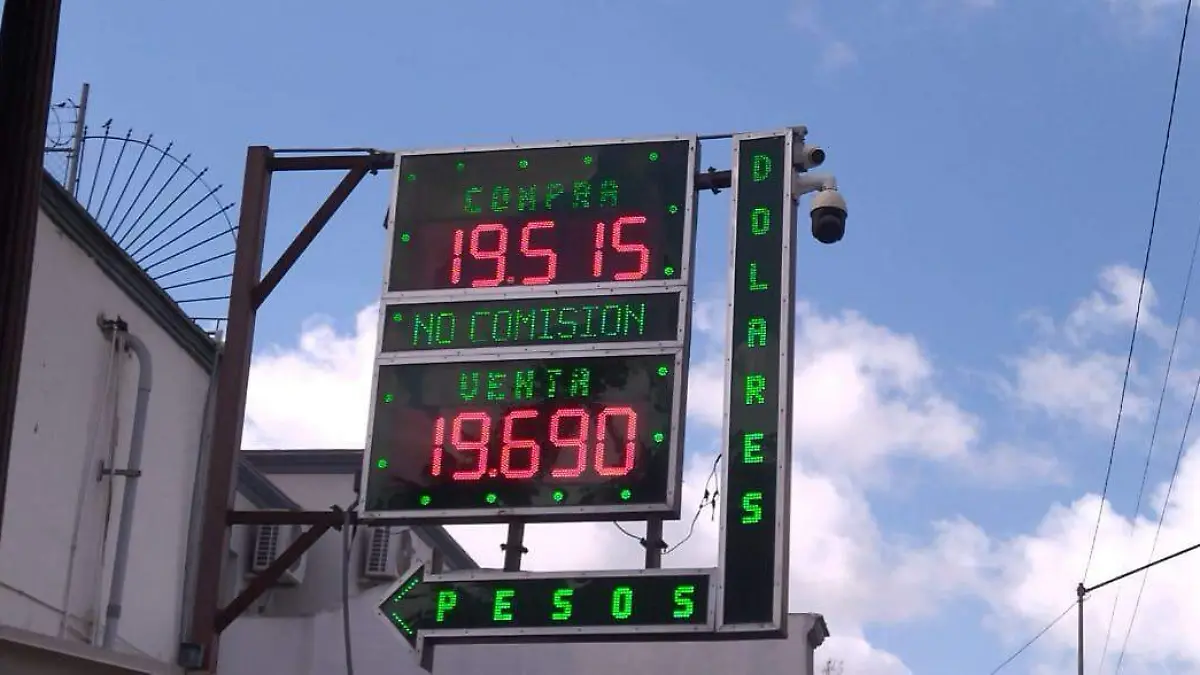 COMPRA
19.515
NO COMISION
VENTA
19.690
DOLARES
PESOS